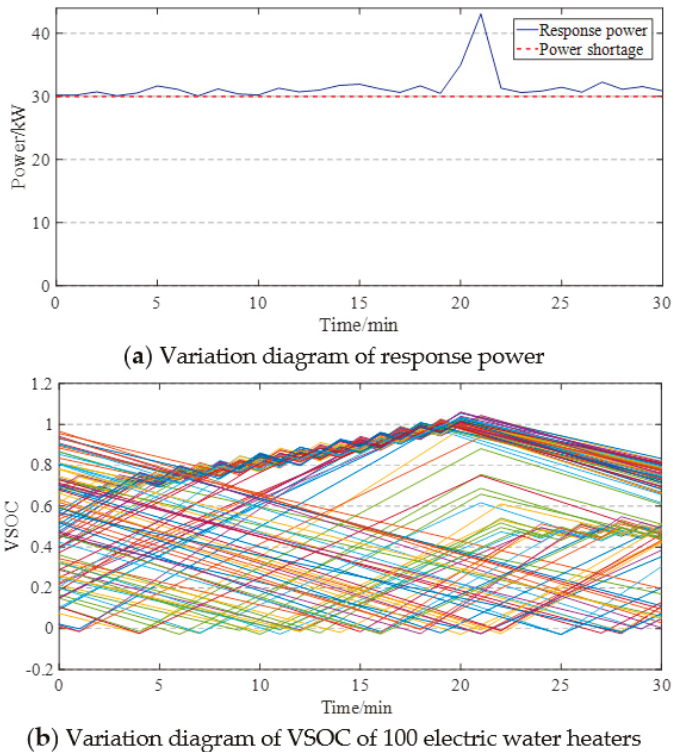 40
30
20
10
0
Power/kW
Response power
Power shortage
0 5 10 15 20 25 30
Time/min
(a) Variation diagram of response power
1.2
1
0.8
0.6
0.4
0.2
0
-0.2
VSOC
0 5 10 15 20 25 30
Time/min
(b) Variation diagram of VSOC of 100 electric water heaters